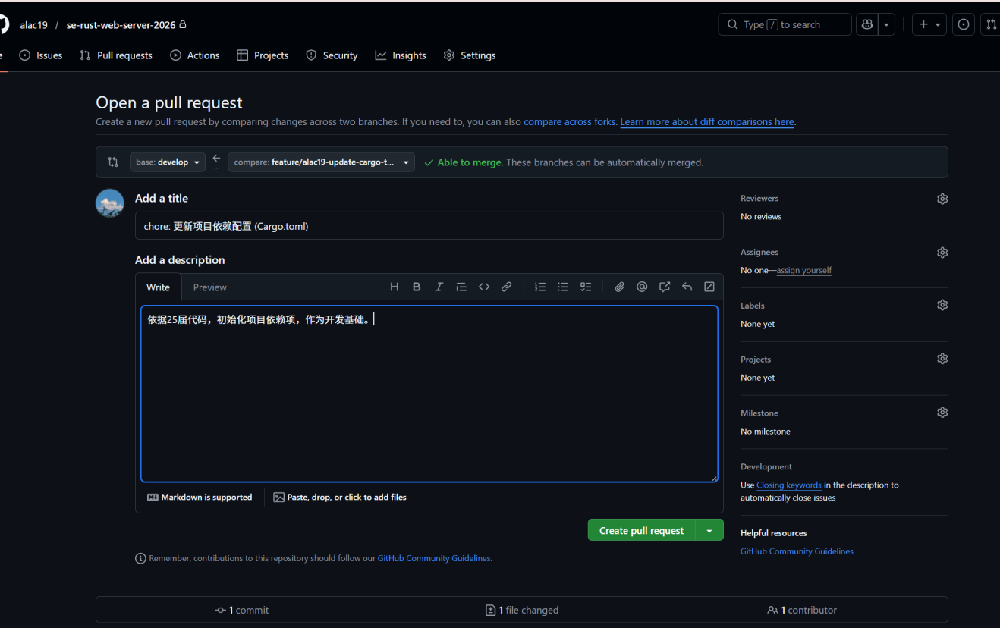 alac19 / se-rust-web-server-2026
Type / to search
Issues Pull requests Actions Projects Security Insights Settings
Open a pull request
Create a new pull request by comparing changes across two branches. If you need to, you can also compare across forks. Learn more about diff comparisons here.
base: develop ... compare: feature/alac19-update-cargo-t... Able to merge. These branches can be automatically merged.
Add a title
chore: 更新项目依赖配置 (Cargo.toml)
Add a description
Write Preview
依据25届代码，初始化项目依赖项，作为开发基础。
Markdown is supported Paste, drop, or click to add files
Create pull request
Remember, contributions to this repository should follow our GitHub Community Guidelines.
Reviewers
No reviews
Assignees
No one—assign yourself
Labels
None yet
Projects
None yet
Milestone
No milestone
Development
Use Closing keywords in the description to
automatically close issues
Helpful resources
GitHub Community Guidelines
1 commit 1 file changed 1 contributor